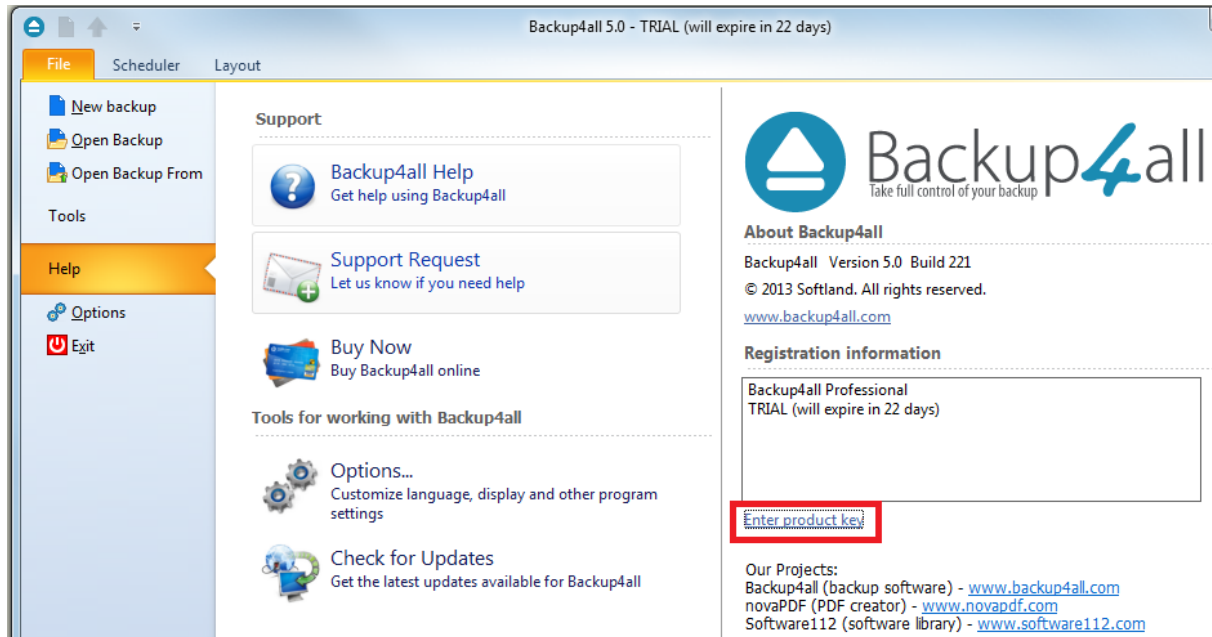 Backup4all 5.0 - TRIAL (will expire in 22 days)
File Scheduler Layout
New backup
Open Backup
Open Backup From
Tools
Help
Options
Exit
Support
Backup4all Help
Get help using Backup4all
Support Request
Let us know if you need help
Buy Now
Buy Backup4all online
Tools for working with Backup4all
Options...
Customize language, display and other program
settings
Check for Updates
Get the latest updates available for Backup4all
Backup4all
Take full control of your backup
About Backup4all
Backup4all Version 5.0 Build 221
© 2013 Softland. All rights reserved.
www.backup4all.com
Registration information
Backup4all Professional
TRIAL (will expire in 22 days)
Enter product key
Our Projects:
Backup4all (backup software) - www.backup4all.com
novaPDF (PDF creator) - www.novapdf.com
Software112 (software library) - www.software112.com